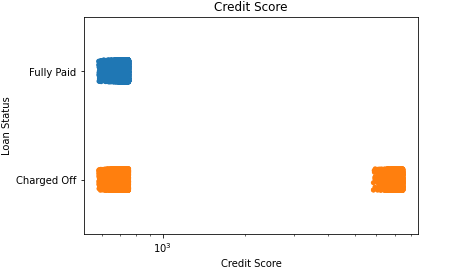 Credit Score
Fully Paid
Loan Status
Charged Off
10³
Credit Score